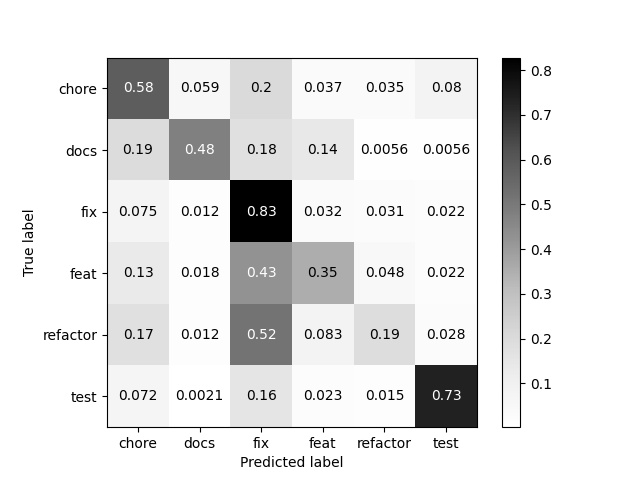 chore 0.58 0.059 0.2 0.037 0.035 0.08
docs 0.19 0.48 0.18 0.14 0.0056 0.0056
fix 0.075 0.012 0.83 0.032 0.031 0.022
feat 0.13 0.018 0.43 0.35 0.048 0.022
refactor 0.17 0.012 0.52 0.083 0.19 0.028
test 0.072 0.0021 0.16 0.023 0.015 0.73
chore docs fix feat refactor test
Predicted label
True label
0.8
0.7
0.6
0.5
0.4
0.3
0.2
0.1